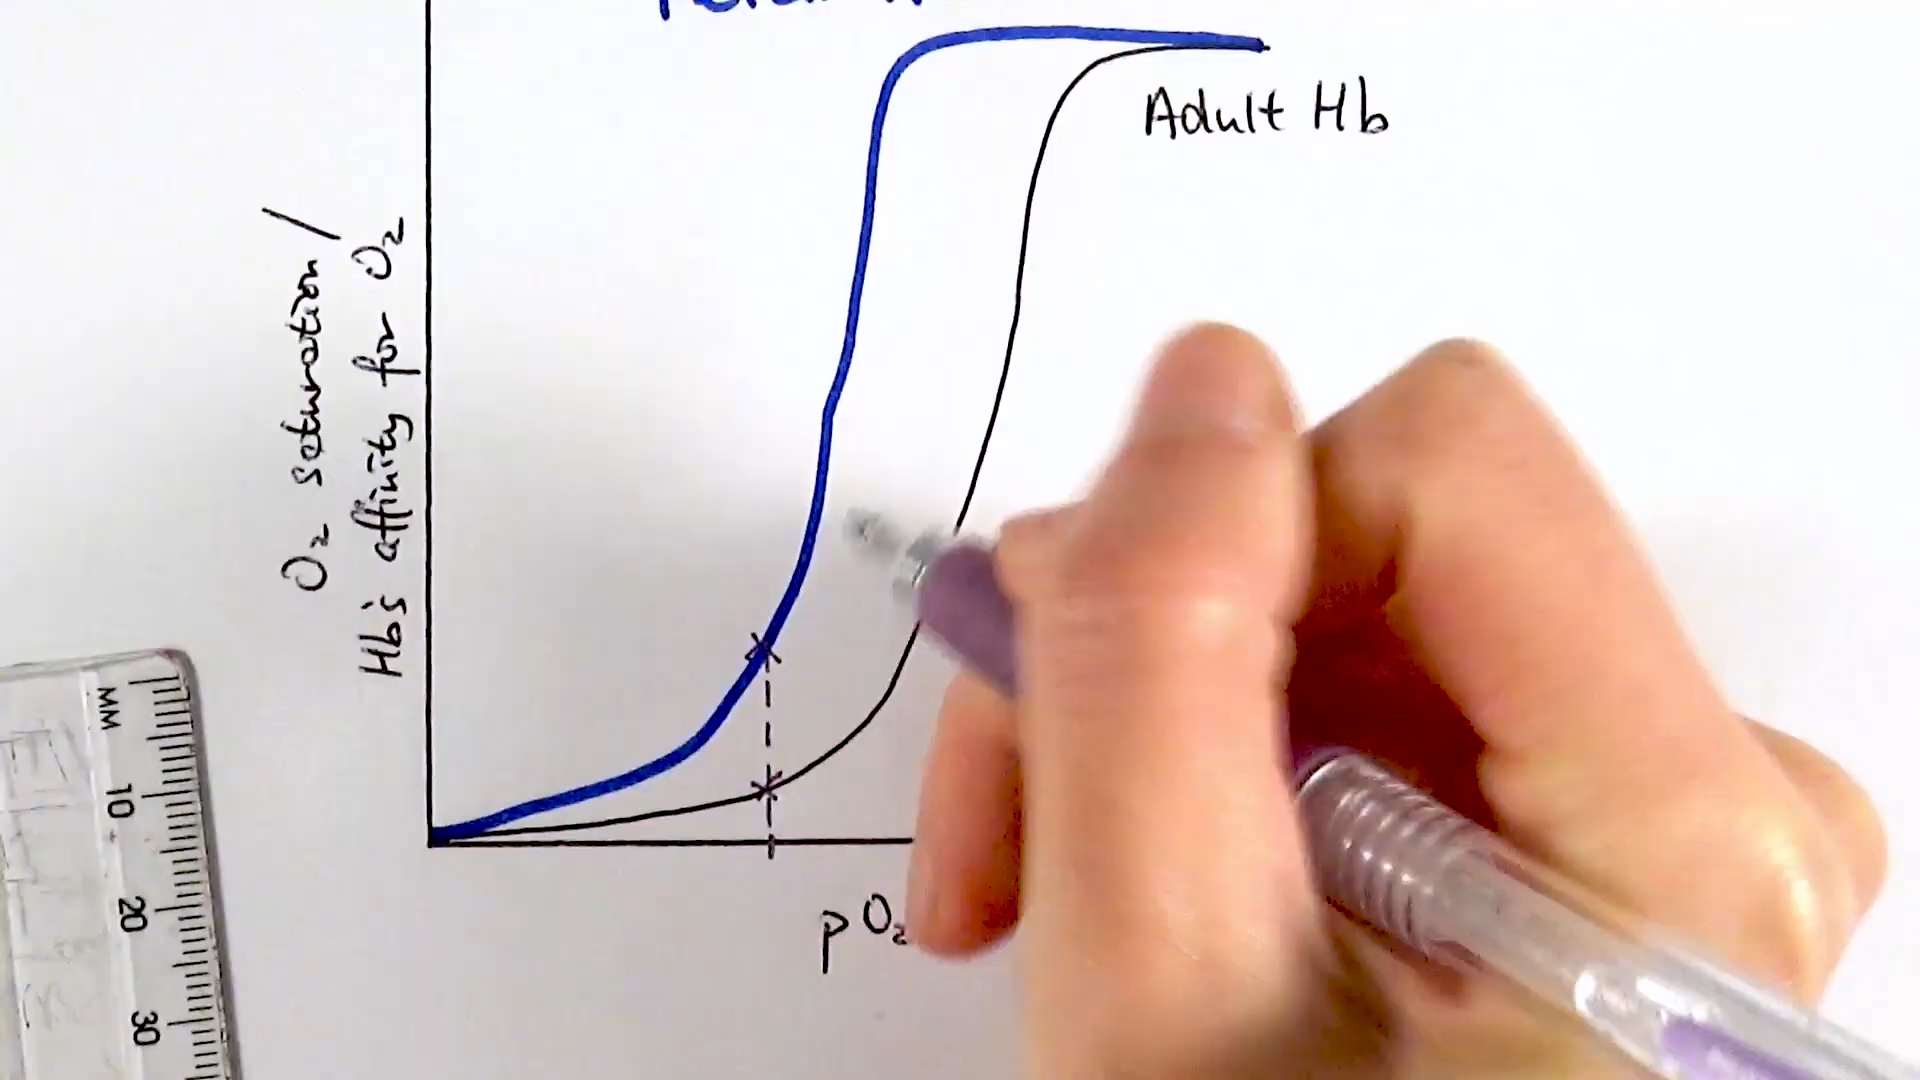 Adult Hb
O₂ saturation /
Hb's affinity for O₂
pO₂
MM
10
20
30